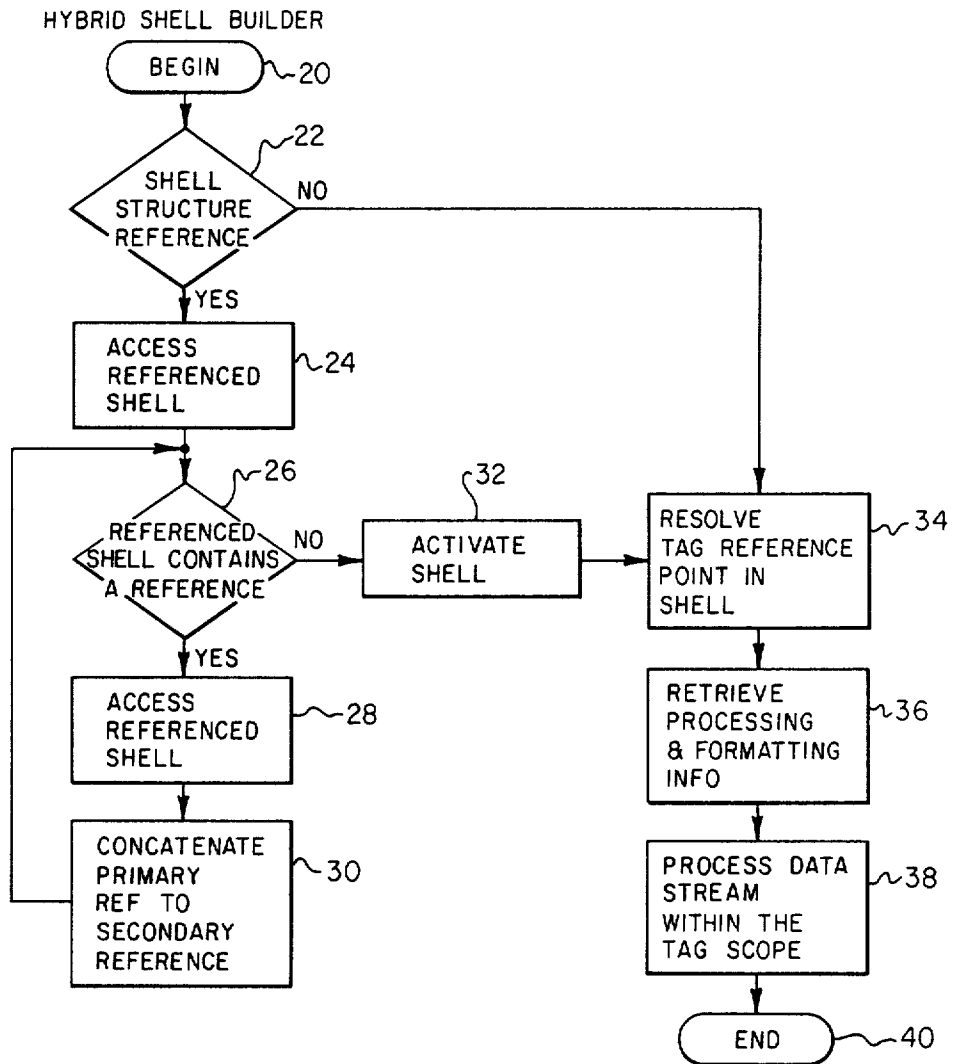 HYBRID SHELL BUILDER
BEGIN
20
22
SHELL
STRUCTURE
REFERENCE
NO
YES
ACCESS
REFERENCED
SHELL
24
26
REFERENCED
SHELL CONTAINS
A REFERENCE
NO
YES
32
ACTIVATE
SHELL
ACCESS
REFERENCED
SHELL
28
CONCATENATE
PRIMARY
REF TO
SECONDARY
REFERENCE
30
RESOLVE
TAG REFERENCE
POINT IN
SHELL
34
RETRIEVE
PROCESSING
& FORMATTING
INFO
36
PROCESS DATA
STREAM
WITHIN THE
TAG SCOPE
38
END
40